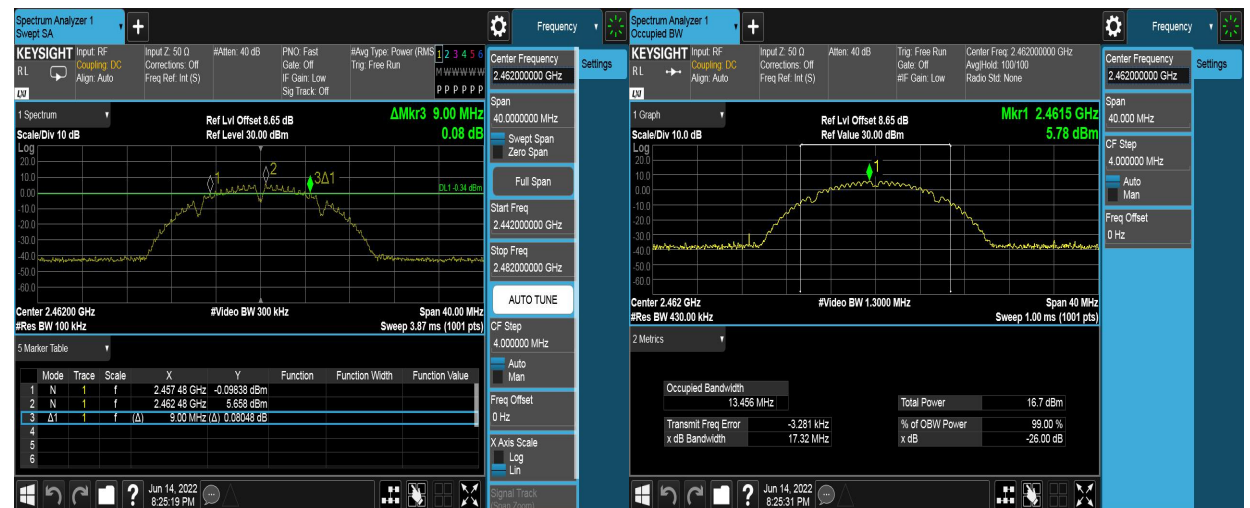 Spectrum Analyzer 1
Swept SA
+
Frequency
KEYSIGHT
RL
LXI
Input: RF
Coupling: DC
Align: Auto
Input Z: 50 Ω
Corrections: Off
Freq Ref: Int (S)
#Atten: 40 dB
PNO: Fast
Gate: Off
IF Gain: Low
Sig Track: Off
#Avg Type: Power (RMS
Trig: Free Run
1 2 3 4 5 6
M W W W W W
P P P P P P
Center Frequency
2.462000000 GHz
Settings
Span
40.0000000 MHz
Swept Span
Zero Span
Full Span
Start Freq
2.442000000 GHz
Stop Freq
2.482000000 GHz
AUTO TUNE
CF Step
4.000000 MHz
Auto
Man
Freq Offset
0 Hz
X Axis Scale
Log
Lin
Signal Track
(Span Zoom)
1 Spectrum
Scale/Div 10 dB
Log
Ref Lvl Offset 8.65 dB
Ref Level 30.00 dBm
ΔMkr3 9.00 MHz
0.08 dB
20.0
10.0
0.00
-10.0
-20.0
-30.0
-40.0
-50.0
-60.0
1
2
3Δ1
DL1 -0.34 dBm
Center 2.46200 GHz
#Res BW 100 kHz
#Video BW 300 kHz
Span 40.00 MHz
Sweep 3.87 ms (1001 pts)
5 Marker Table
Mode Trace Scale X Y Function Function Width Function Value
1 N 1 f 2.457 48 GHz -0.09838 dBm
2 N 1 f 2.462 48 GHz 5.658 dBm
3 Δ1 1 f (Δ) 9.00 MHz (Δ) 0.08048 dB
4
5
6
?
Jun 14, 2022
8:25:19 PM
Spectrum Analyzer 1
Occupied BW
+
Frequency
KEYSIGHT
RL
LXI
Input: RF
Coupling: DC
Align: Auto
Input Z: 50 Ω
Corrections: Off
Freq Ref: Int (S)
Atten: 40 dB
Trig: Free Run
Gate: Off
#IF Gain: Low
Center Freq: 2.462000000 GHz
Avg|Hold: 100/100
Radio Std: None
Center Frequency
2.462000000 GHz
Settings
Span
40.000 MHz
CF Step
4.000000 MHz
Auto
Man
Freq Offset
0 Hz
1 Graph
Scale/Div 10.0 dB
Log
Ref Lvl Offset 8.65 dB
Ref Value 30.00 dBm
Mkr1 2.4615 GHz
5.78 dBm
20.0
10.0
0.00
-10.0
-20.0
-30.0
-40.0
-50.0
-60.0
1
Center 2.462 GHz
#Res BW 430.00 kHz
#Video BW 1.3000 MHz
Span 40 MHz
Sweep 1.00 ms (1001 pts)
2 Metrics
Occupied Bandwidth
13.456 MHz
Total Power 16.7 dBm
Transmit Freq Error -3.281 kHz
% of OBW Power 99.00 %
x dB Bandwidth 17.32 MHz
x dB -26.00 dB
?
Jun 14, 2022
8:25:31 PM